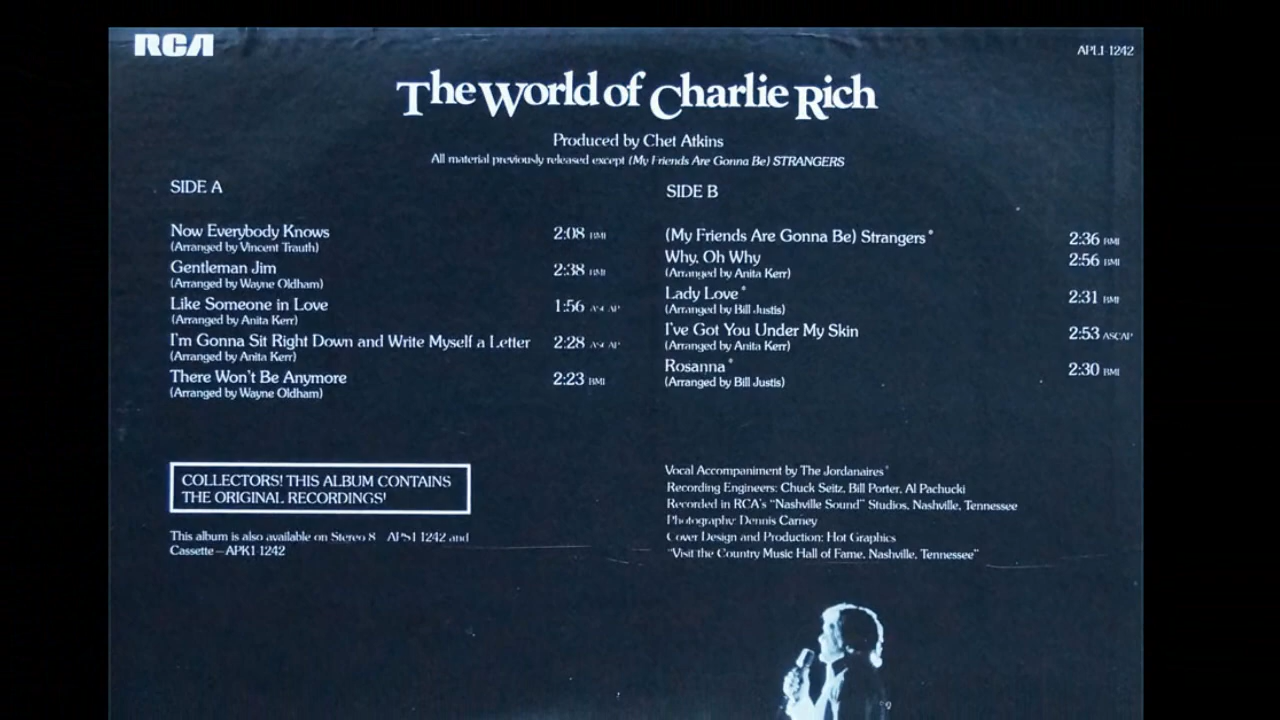 RCA
APL1-1242
The World of Charlie Rich
Produced by Chet Atkins
All material previously released except (My Friends Are Gonna Be) STRANGERS
SIDE A
Now Everybody Knows 2:08 BMI
(Arranged by Vincent Trauth)
Gentleman Jim 2:38 BMI
(Arranged by Wayne Oldham)
Like Someone in Love 1:56 ASCAP
(Arranged by Anita Kerr)
I'm Gonna Sit Right Down and Write Myself a Letter 2:28 ASCAP
(Arranged by Anita Kerr)
There Won't Be Anymore 2:23 BMI
(Arranged by Wayne Oldham)
SIDE B
(My Friends Are Gonna Be) Strangers* 2:36 BMI
Why, Oh Why 2:56 BMI
(Arranged by Anita Kerr)
Lady Love* 2:31 BMI
(Arranged by Bill Justis)
I've Got You Under My Skin 2:53 ASCAP
(Arranged by Anita Kerr)
Rosanna* 2:30 BMI
(Arranged by Bill Justis)
COLLECTORS! THIS ALBUM CONTAINS
THE ORIGINAL RECORDINGS!
This album is also available on Stereo 8—APS1-1242 and
Cassette—APK1-1242
Vocal Accompaniment by The Jordanaires*
Recording Engineers: Chuck Seitz, Bill Porter, Al Pachucki
Recorded in RCA's "Nashville Sound" Studios, Nashville, Tennessee
Photography: Dennis Carney
Cover Design and Production: Hot Graphics
"Visit the Country Music Hall of Fame, Nashville, Tennessee"